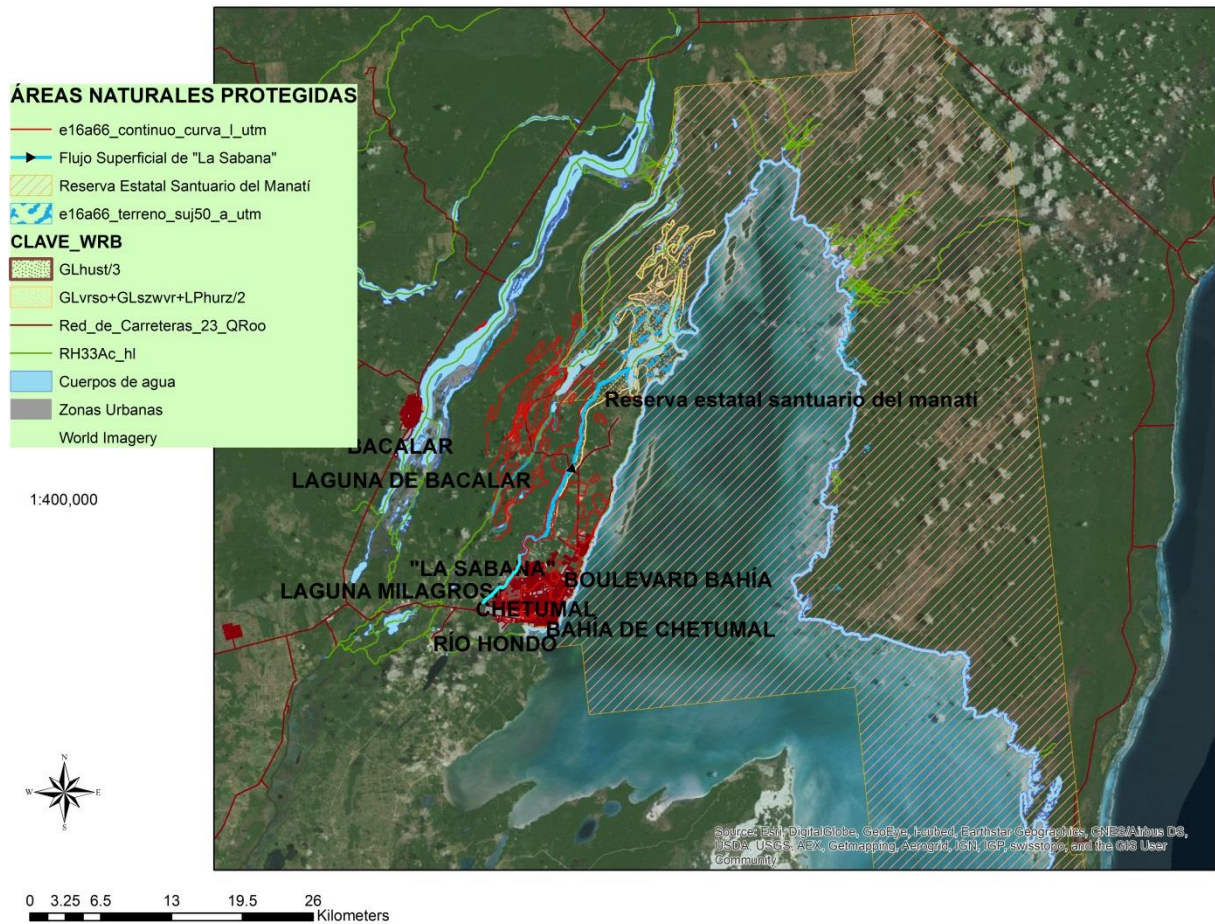 ÁREAS NATURALES PROTEGIDAS
e16a66_continuo_curva_l_utm
Flujo Superficial de "La Sabana"
Reserva Estatal Santuario del Manatí
e16a66_terreno_suj50_a_utm
CLAVE_WRB
GLhust/3
GLvrso+GLszwvr+LPhurz/2
Red_de_Carreteras_23_QRoo
RH33Ac_hl
Cuerpos de agua
Zonas Urbanas
World Imagery
1:400,000
Reserva estatal santuario del manatí
BACALAR
LAGUNA DE BACALAR
"LA SABANA"
LAGUNA MILAGROS
BOULEVARD BAHÍA
CHETUMAL
BAHÍA DE CHETUMAL
RÍO HONDO
N
W E
S
Source: Esri, DigitalGlobe, GeoEye, i-cubed, Earthstar Geographics, CNES/Airbus DS,
USDA, USGS, AEX, Getmapping, Aerogrid, IGN, IGP, swisstopo, and the GIS User
Community
0 3.25 6.5 13 19.5 26
Kilometers